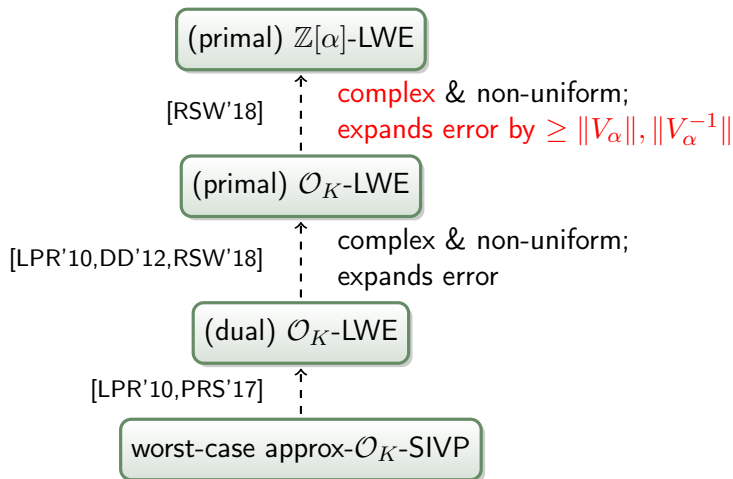 (primal) ℤ[α]-LWE
[RSW'18]
complex & non-uniform;
expands error by ≥ ‖V_α‖, ‖V_α^{-1}‖
(primal) 𝒪_K-LWE
[LPR'10,DD'12,RSW'18]
complex & non-uniform;
expands error
(dual) 𝒪_K-LWE
[LPR'10,PRS'17]
worst-case approx-𝒪_K-SIVP